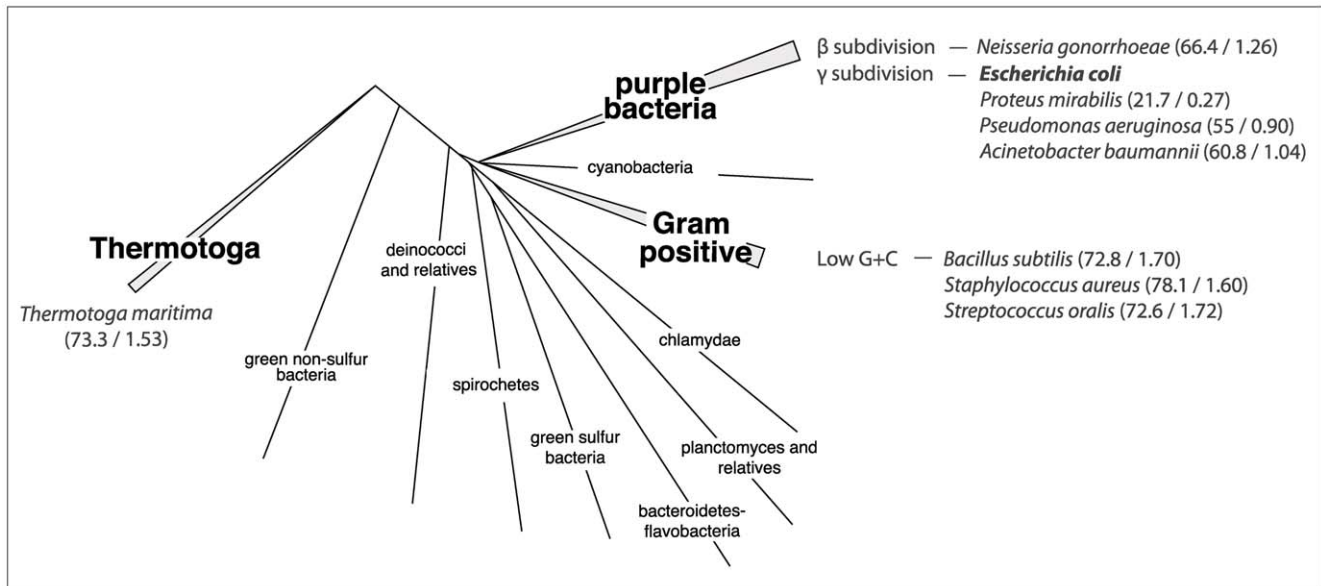 β subdivision — Neisseria gonorrhoeae (66.4 / 1.26)
γ subdivision — Escherichia coli
Proteus mirabilis (21.7 / 0.27)
Pseudomonas aeruginosa (55 / 0.90)
Acinetobacter baumannii (60.8 / 1.04)
purple
bacteria
cyanobacteria
Gram
positive
Low G+C — Bacillus subtilis (72.8 / 1.70)
Staphylococcus aureus (78.1 / 1.60)
Streptococcus oralis (72.6 / 1.72)
Thermotoga
Thermotoga maritima
(73.3 / 1.53)
deinococci
and relatives
green non-sulfur
bacteria
spirochetes
chlamydae
green sulfur
bacteria
planctomyces and
relatives
bacteroidetes-
flavobacteria